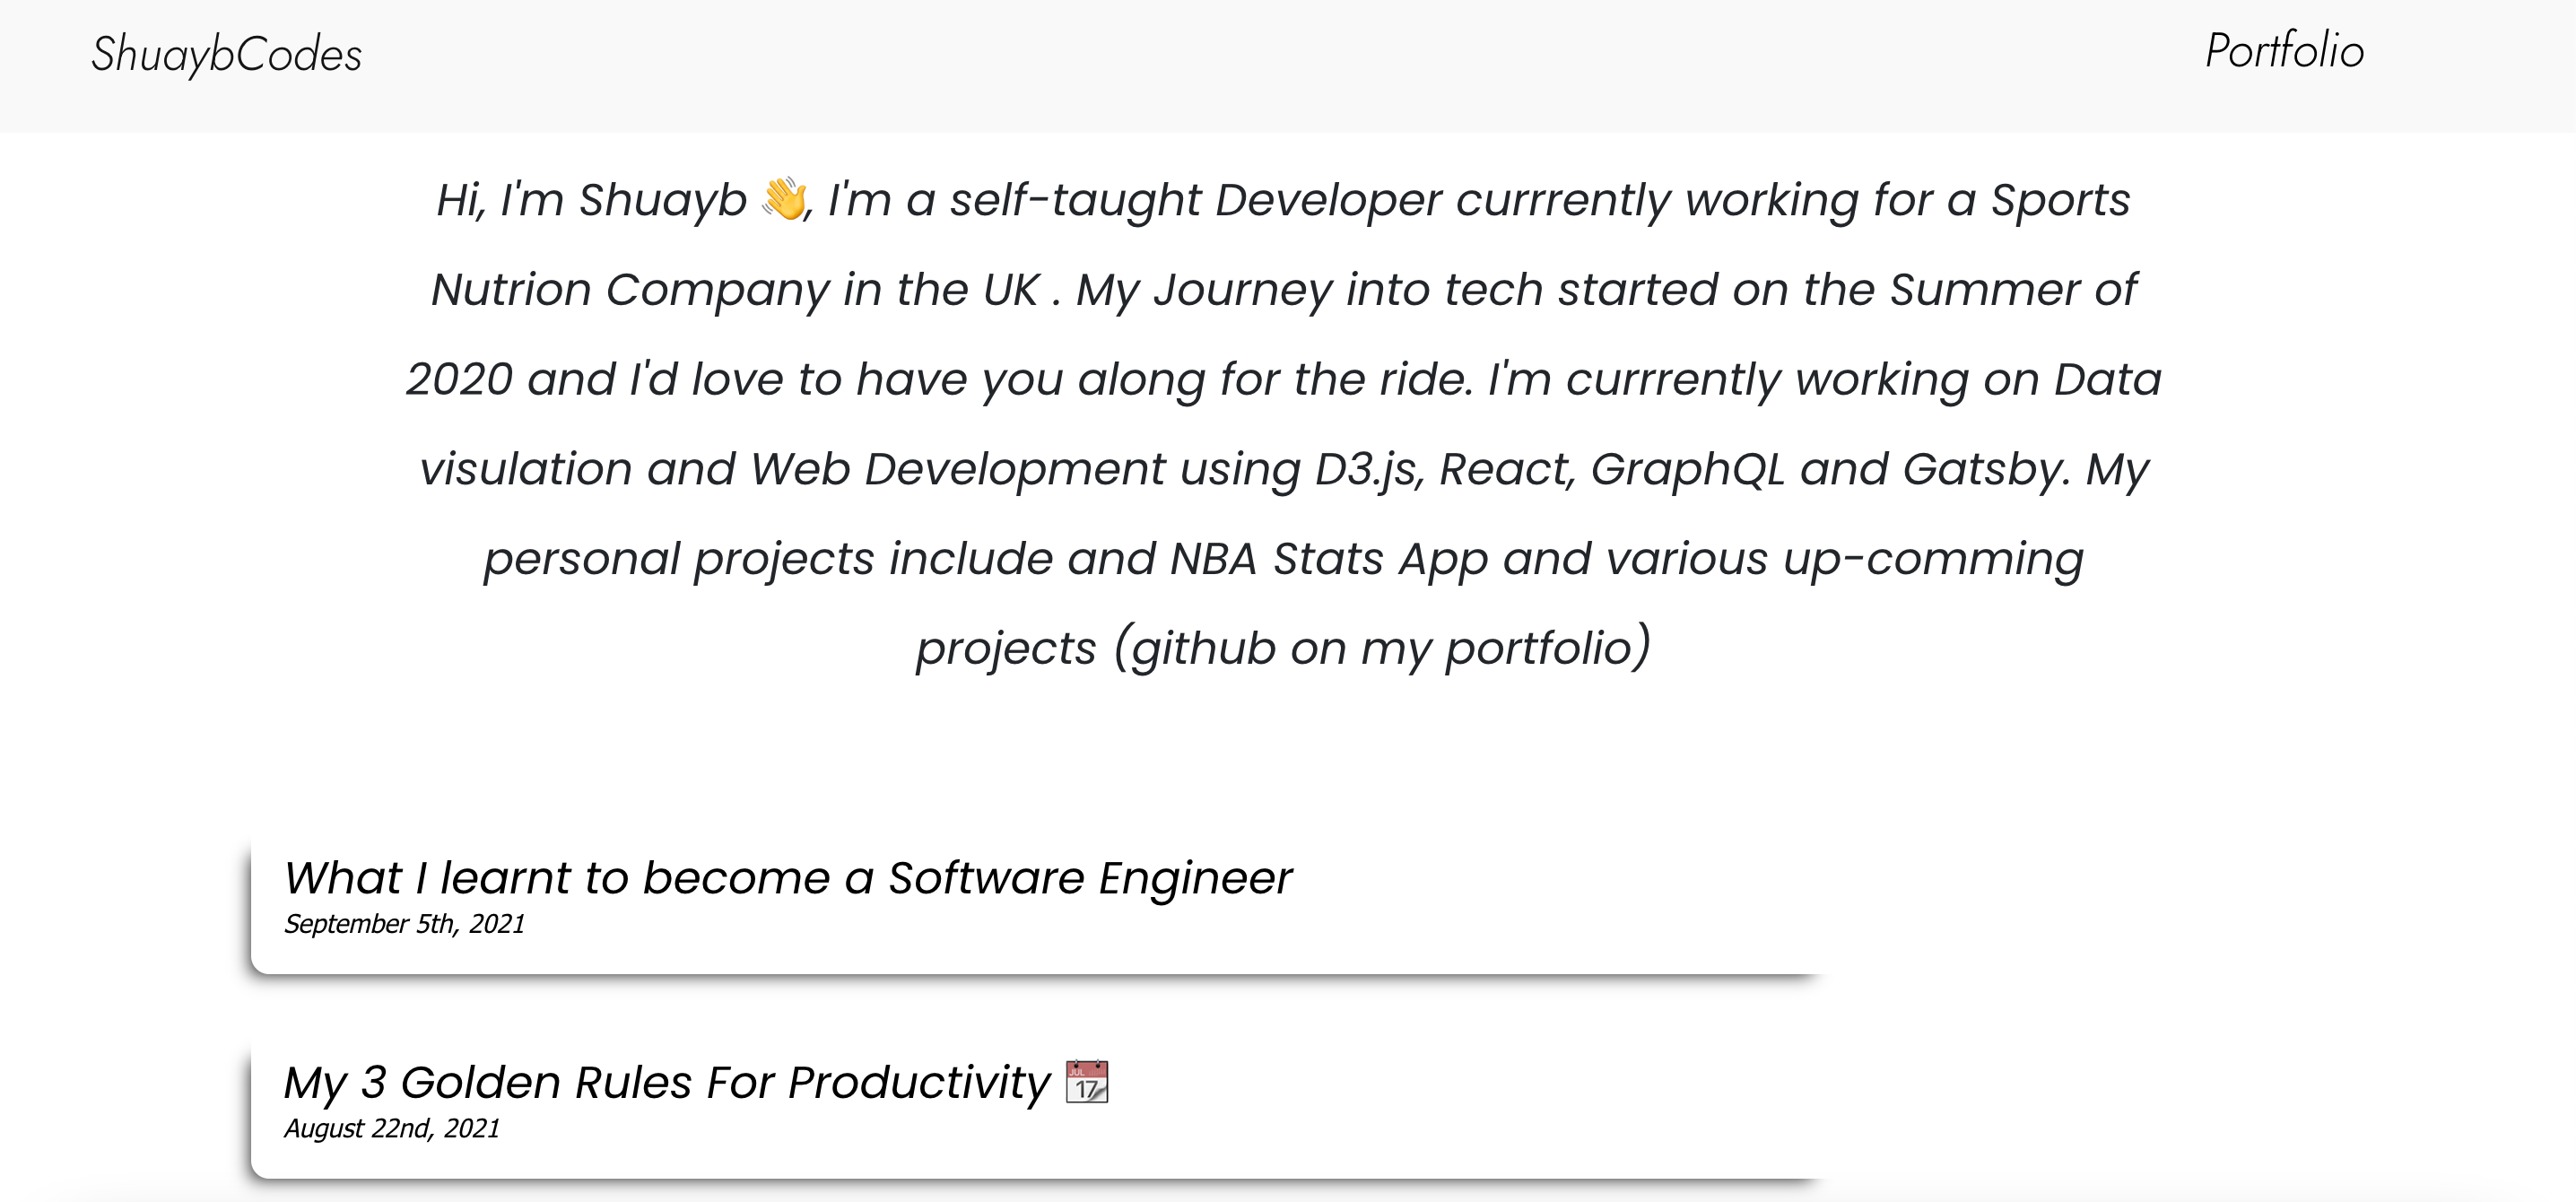 ShuaybCodes
Portfolio
Hi, I'm Shuayb 👋, I'm a self-taught Developer currrently working for a Sports
Nutrion Company in the UK . My Journey into tech started on the Summer of
2020 and I'd love to have you along for the ride. I'm currrently working on Data
visulation and Web Development using D3.js, React, GraphQL and Gatsby. My
personal projects include and NBA Stats App and various up-comming
projects (github on my portfolio)
What I learnt to become a Software Engineer
September 5th, 2021
My 3 Golden Rules For Productivity 📆
August 22nd, 2021